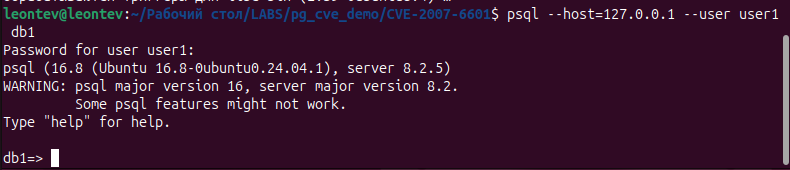 leontev@leontev:~/Рабочий стол/LABS/pg_cve_demo/CVE-2007-6601$ psql --host=127.0.0.1 --user user1
db1
Password for user user1:
psql (16.8 (Ubuntu 16.8-0ubuntu0.24.04.1), server 8.2.5)
WARNING: psql major version 16, server major version 8.2.
Some psql features might not work.
Type "help" for help.
db1=>